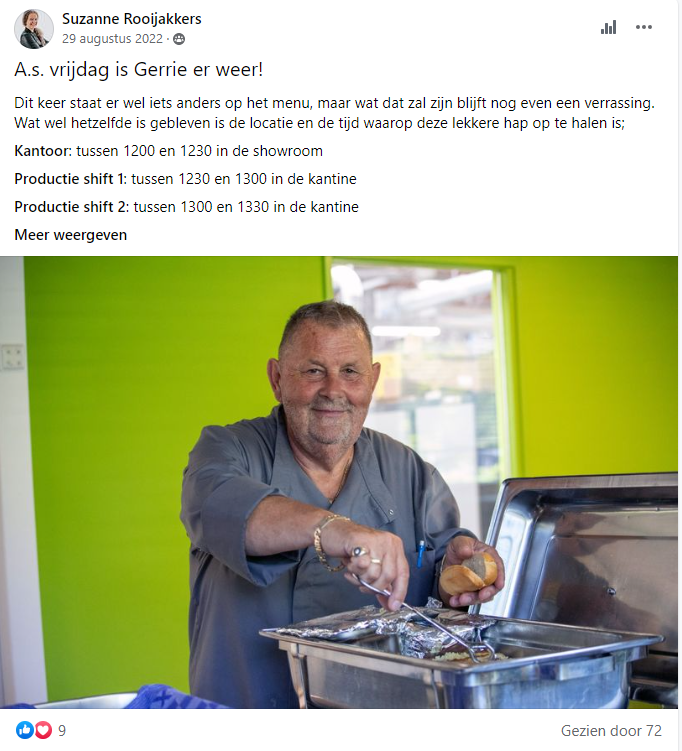 Suzanne Rooijakkers
29 augustus 2022 ·
A.s. vrijdag is Gerrie er weer!
Dit keer staat er wel iets anders op het menu, maar wat dat zal zijn blijft nog even een verrassing.
Wat wel hetzelfde is gebleven is de locatie en de tijd waarop deze lekkere hap op te halen is;
Kantoor: tussen 1200 en 1230 in de showroom
Productie shift 1: tussen 1230 en 1300 in de kantine
Productie shift 2: tussen 1300 en 1330 in de kantine
Meer weergeven
9
Gezien door 72